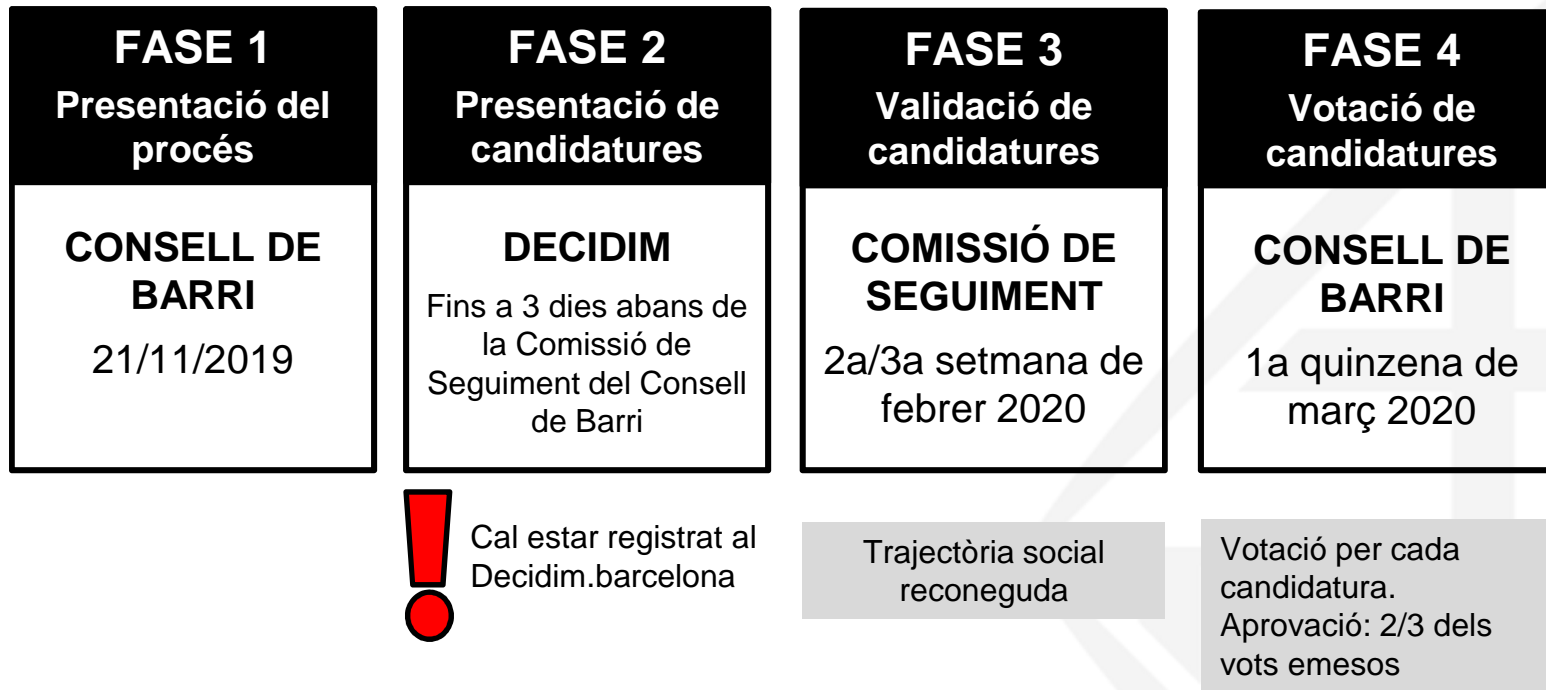 FASE 1
Presentació del
procés
CONSELL DE
BARRI
21/11/2019
FASE 2
Presentació de
candidatures
DECIDIM
Fins a 3 dies abans de
la Comissió de
Seguiment del Consell
de Barri
Cal estar registrat al
Decidim.barcelona
FASE 3
Validació de
candidatures
COMISSIÓ DE
SEGUIMENT
2a/3a setmana de
febrer 2020
Trajectòria social
reconeguda
FASE 4
Votació de
candidatures
CONSELL DE
BARRI
1a quinzena de
març 2020
Votació per cada
candidatura.
Aprovació: 2/3 dels
vots emesos